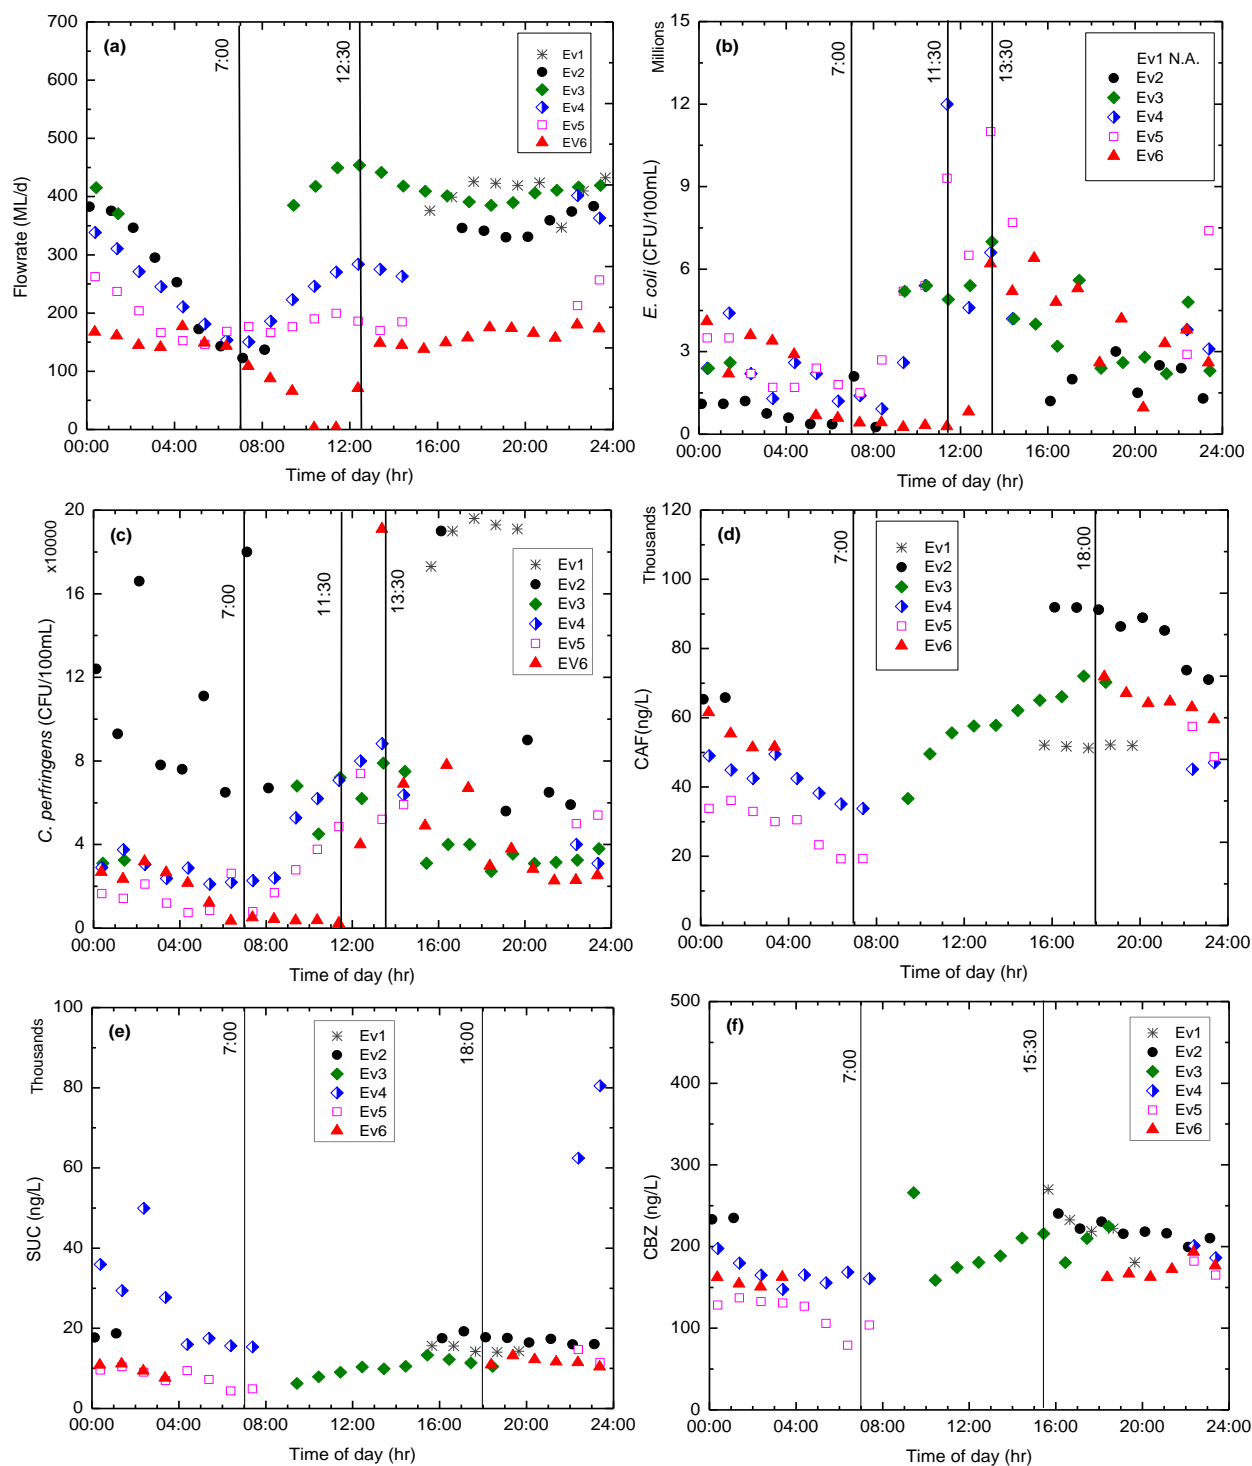 (a)
700
600
500
400
300
200
100
0
Flowrate (ML/d)
7:00
12:30
Ev1
Ev2
Ev3
Ev4
Ev5
EV6
00:00 04:00 08:00 12:00 16:00 20:00 24:00
Time of day (hr)
(b)
Millions
15
12
9
6
3
0
E. coli (CFU/100mL)
7:00
11:30
13:30
Ev1 N.A.
Ev2
Ev3
Ev4
Ev5
Ev6
00:00 04:00 08:00 12:00 16:00 20:00 24:00
Time of day (hr)
(c)
x10000
20
16
12
8
4
0
C. perfringens (CFU/100mL)
7:00
11:30
13:30
Ev1
Ev2
Ev3
Ev4
Ev5
EV6
00:00 04:00 08:00 12:00 16:00 20:00 24:00
Time of day (hr)
(d)
Thousands
120
100
80
60
40
20
0
CAF(ng/L)
7:00
18:00
Ev1
Ev2
Ev3
Ev4
Ev5
Ev6
00:00 04:00 08:00 12:00 16:00 20:00 24:00
Time of day (hr)
(e)
Thousands
100
80
60
40
20
0
SUC (ng/L)
7:00
18:00
Ev1
Ev2
Ev3
Ev4
Ev5
Ev6
00:00 04:00 08:00 12:00 16:00 20:00 24:00
Time of day (hr)
(f)
500
450
400
350
300
250
200
150
100
50
0
CBZ (ng/L)
7:00
15:30
Ev1
Ev2
Ev3
Ev4
Ev5
Ev6
00:00 04:00 08:00 12:00 16:00 20:00 24:00
Time of day (hr)